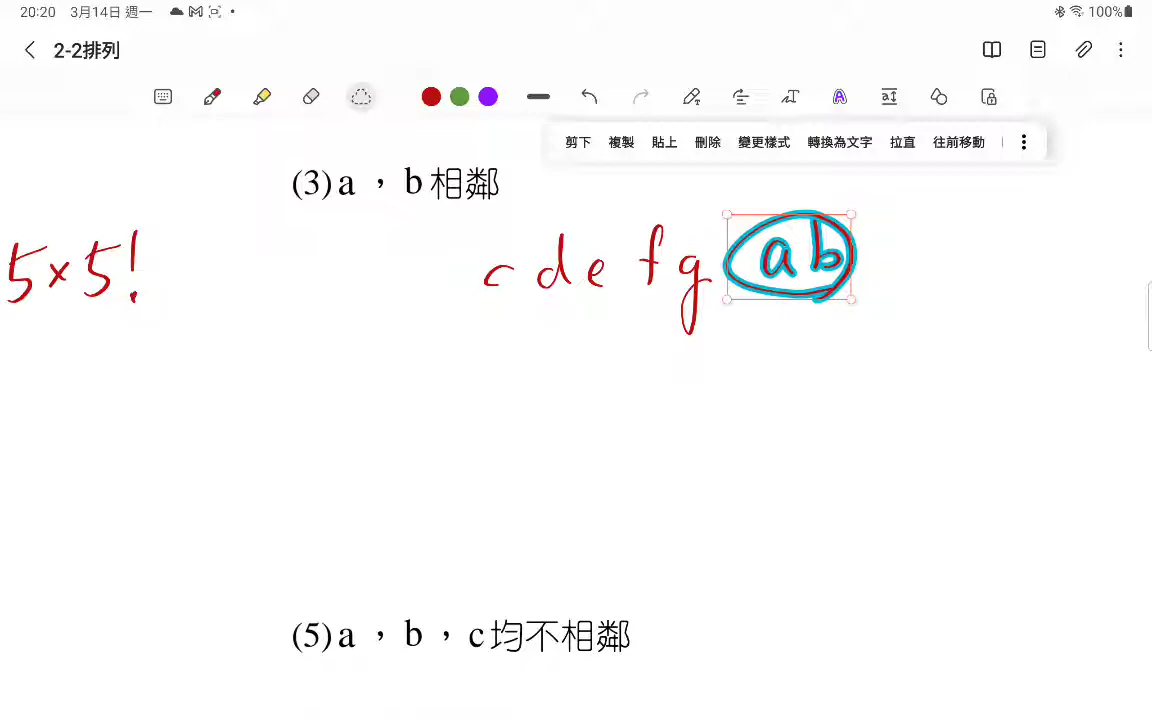 20:20 3月14日 週一 100%
2-2排列
剪下 複製 貼上 刪除 變更樣式 轉換為文字 拉直 往前移動
(3)a，b相鄰
5×5!
c d e f g a b
(5)a，b，c均不相鄰